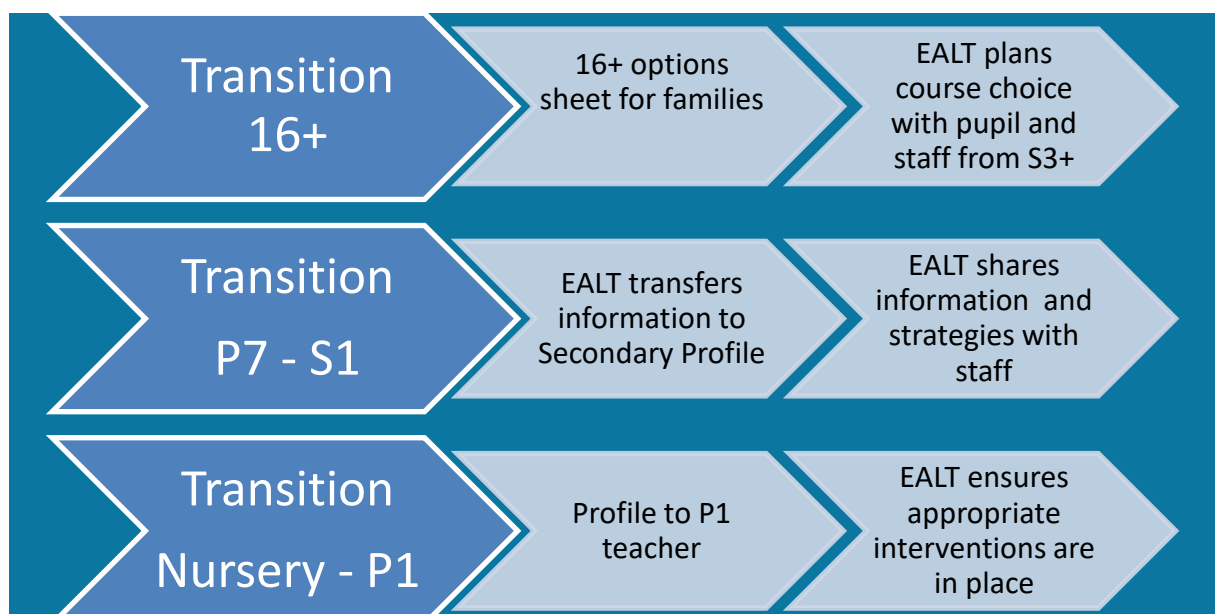 Transition
16+
16+ options
sheet for families
EALT plans
course choice
with pupil and
staff from S3+
Transition
P7 - S1
EALT transfers
information to
Secondary Profile
EALT shares
information and
strategies with
staff
Transition
Nursery - P1
Profile to P1
teacher
EALT ensures
appropriate
interventions are
in place